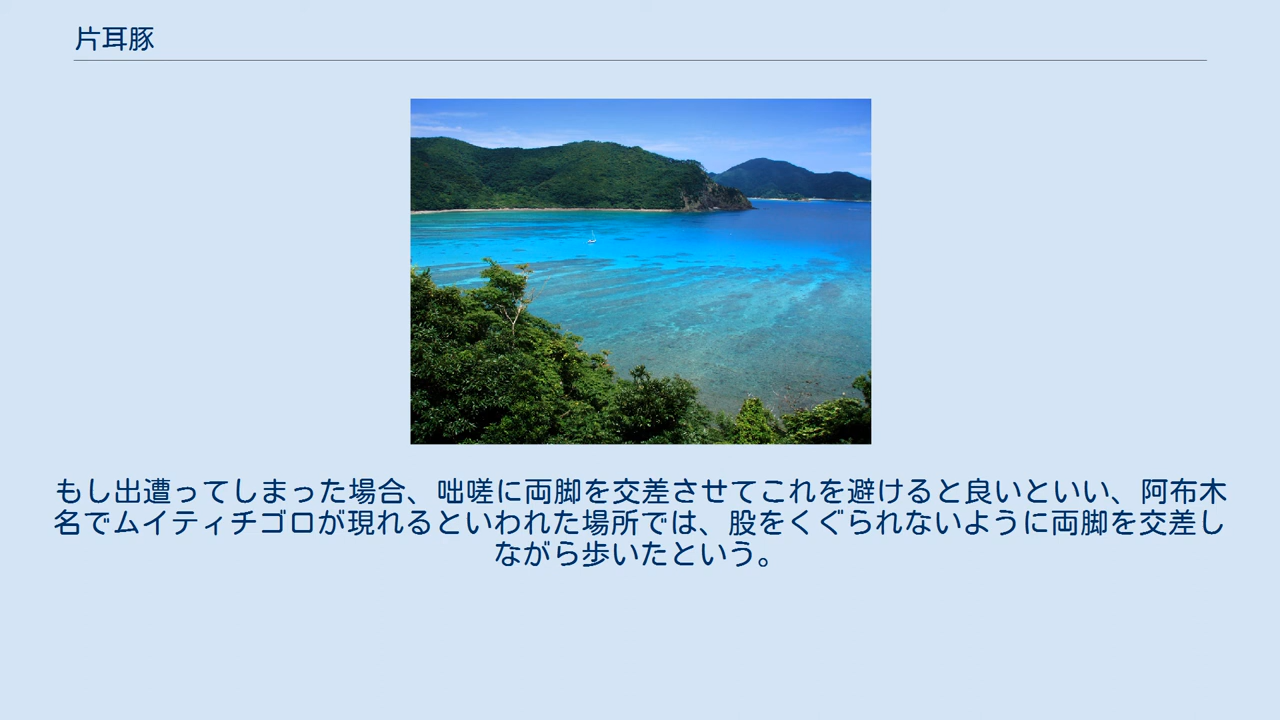 片耳豚
もし出遭ってしまった場合、咄嗟に両脚を交差させてこれを避けると良いといい、阿布木
名でムイティチゴロが現れるといわれた場所では、股をくぐられないように両脚を交差し
ながら歩いたという。